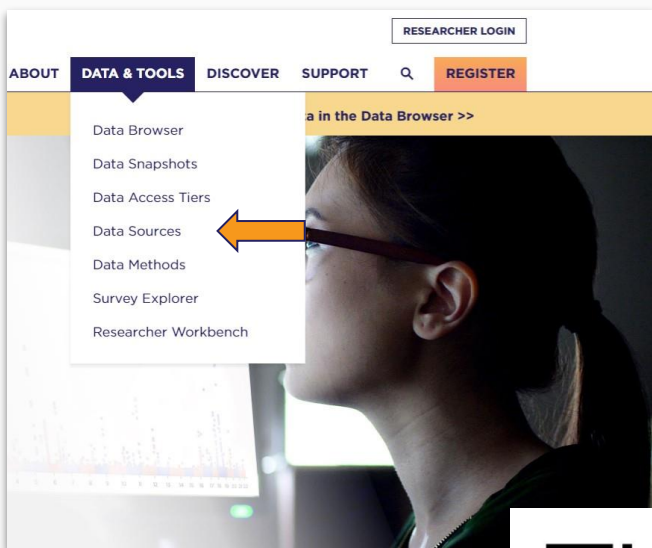 RESEARCHER LOGIN
ABOUT DATA & TOOLS DISCOVER SUPPORT REGISTER
in the Data Browser >>
Data Browser
Data Snapshots
Data Access Tiers
Data Sources
Data Methods
Survey Explorer
Researcher Workbench